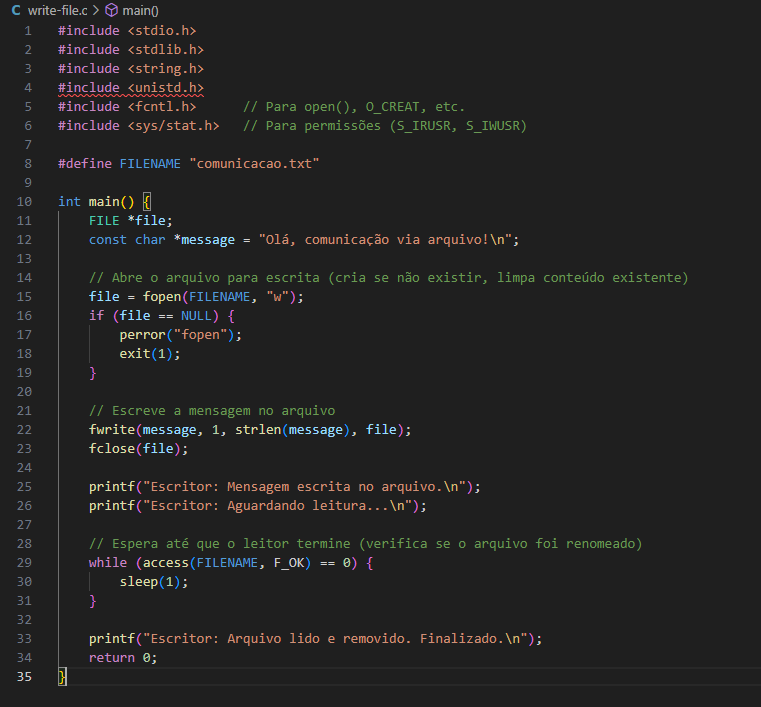 C write-file.c > main()
1 #include <stdio.h>
2 #include <stdlib.h>
3 #include <string.h>
4 #include <unistd.h>
5 #include <fcntl.h>      // Para open(), O_CREAT, etc.
6 #include <sys/stat.h>   // Para permissões (S_IRUSR, S_IWUSR)
7
8 #define FILENAME "comunicacao.txt"
9
10 int main() {
11     FILE *file;
12     const char *message = "Olá, comunicação via arquivo!\n";
13
14     // Abre o arquivo para escrita (cria se não existir, limpa conteúdo existente)
15     file = fopen(FILENAME, "w");
16     if (file == NULL) {
17         perror("fopen");
18         exit(1);
19     }
20
21     // Escreve a mensagem no arquivo
22     fwrite(message, 1, strlen(message), file);
23     fclose(file);
24
25     printf("Escritor: Mensagem escrita no arquivo.\n");
26     printf("Escritor: Aguardando leitura...\n");
27
28     // Espera até que o leitor termine (verifica se o arquivo foi renomeado)
29     while (access(FILENAME, F_OK) == 0) {
30         sleep(1);
31     }
32
33     printf("Escritor: Arquivo lido e removido. Finalizado.\n");
34     return 0;
35 }